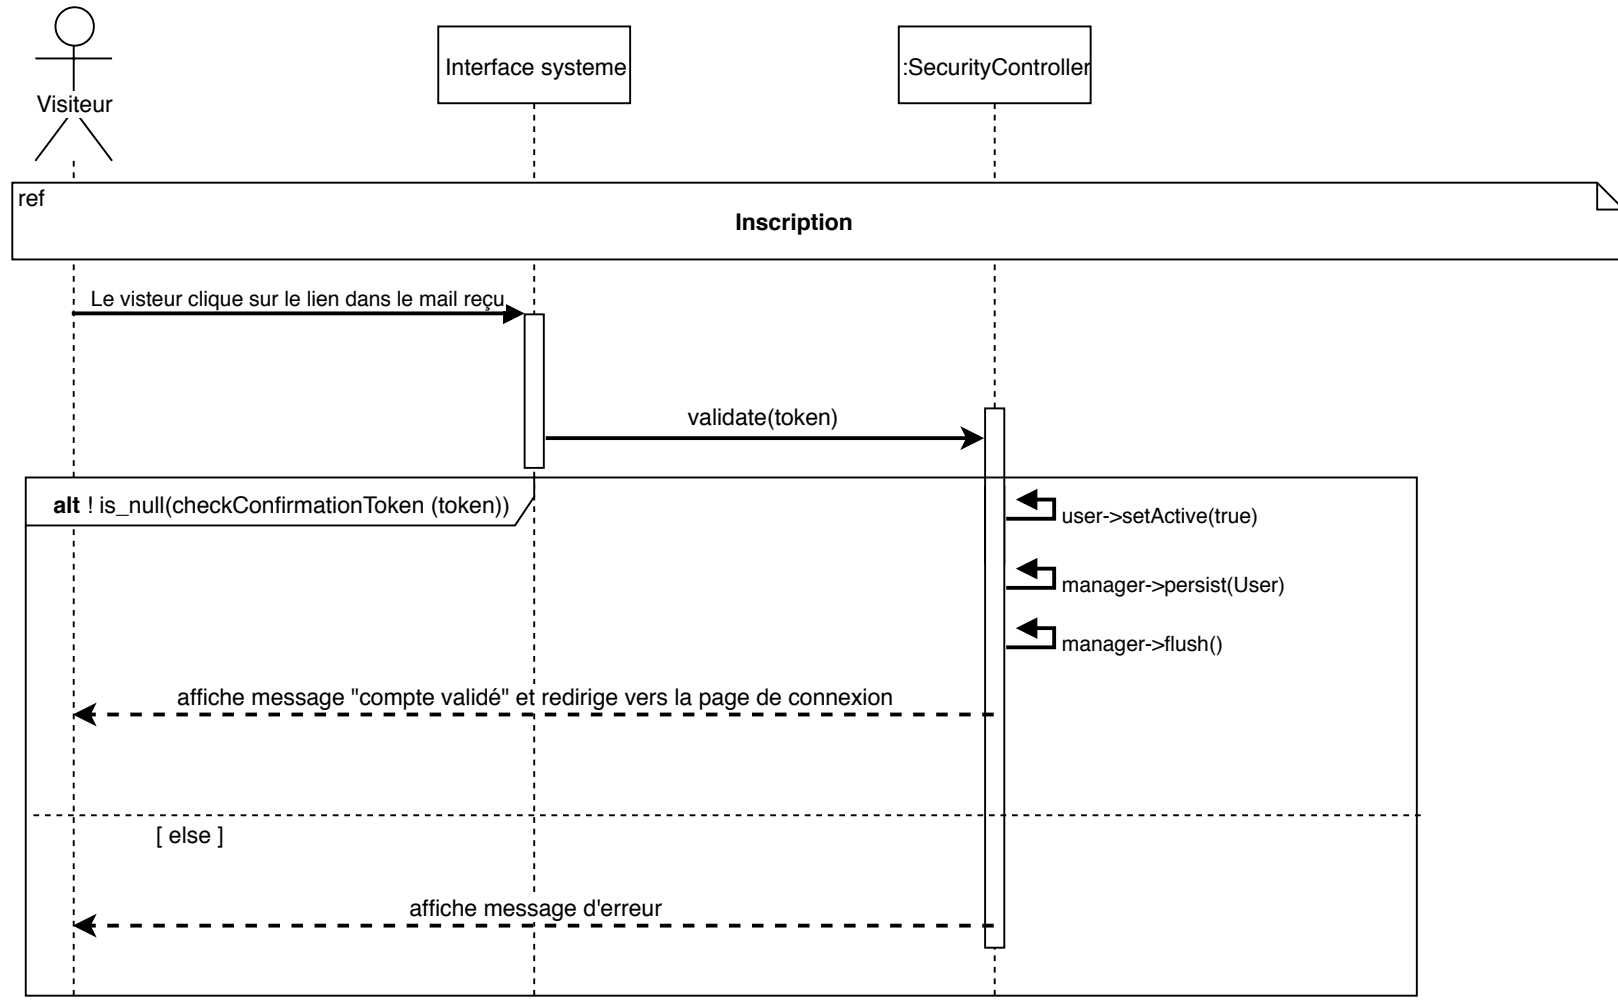 Visiteur
Interface systeme
:SecurityController
ref
Inscription
Le visteur clique sur le lien dans le mail reçu
validate(token)
alt ! is_null(checkConfirmationToken (token))
user->setActive(true)
manager->persist(User)
manager->flush()
affiche message "compte validé" et redirige vers la page de connexion
[ else ]
affiche message d'erreur